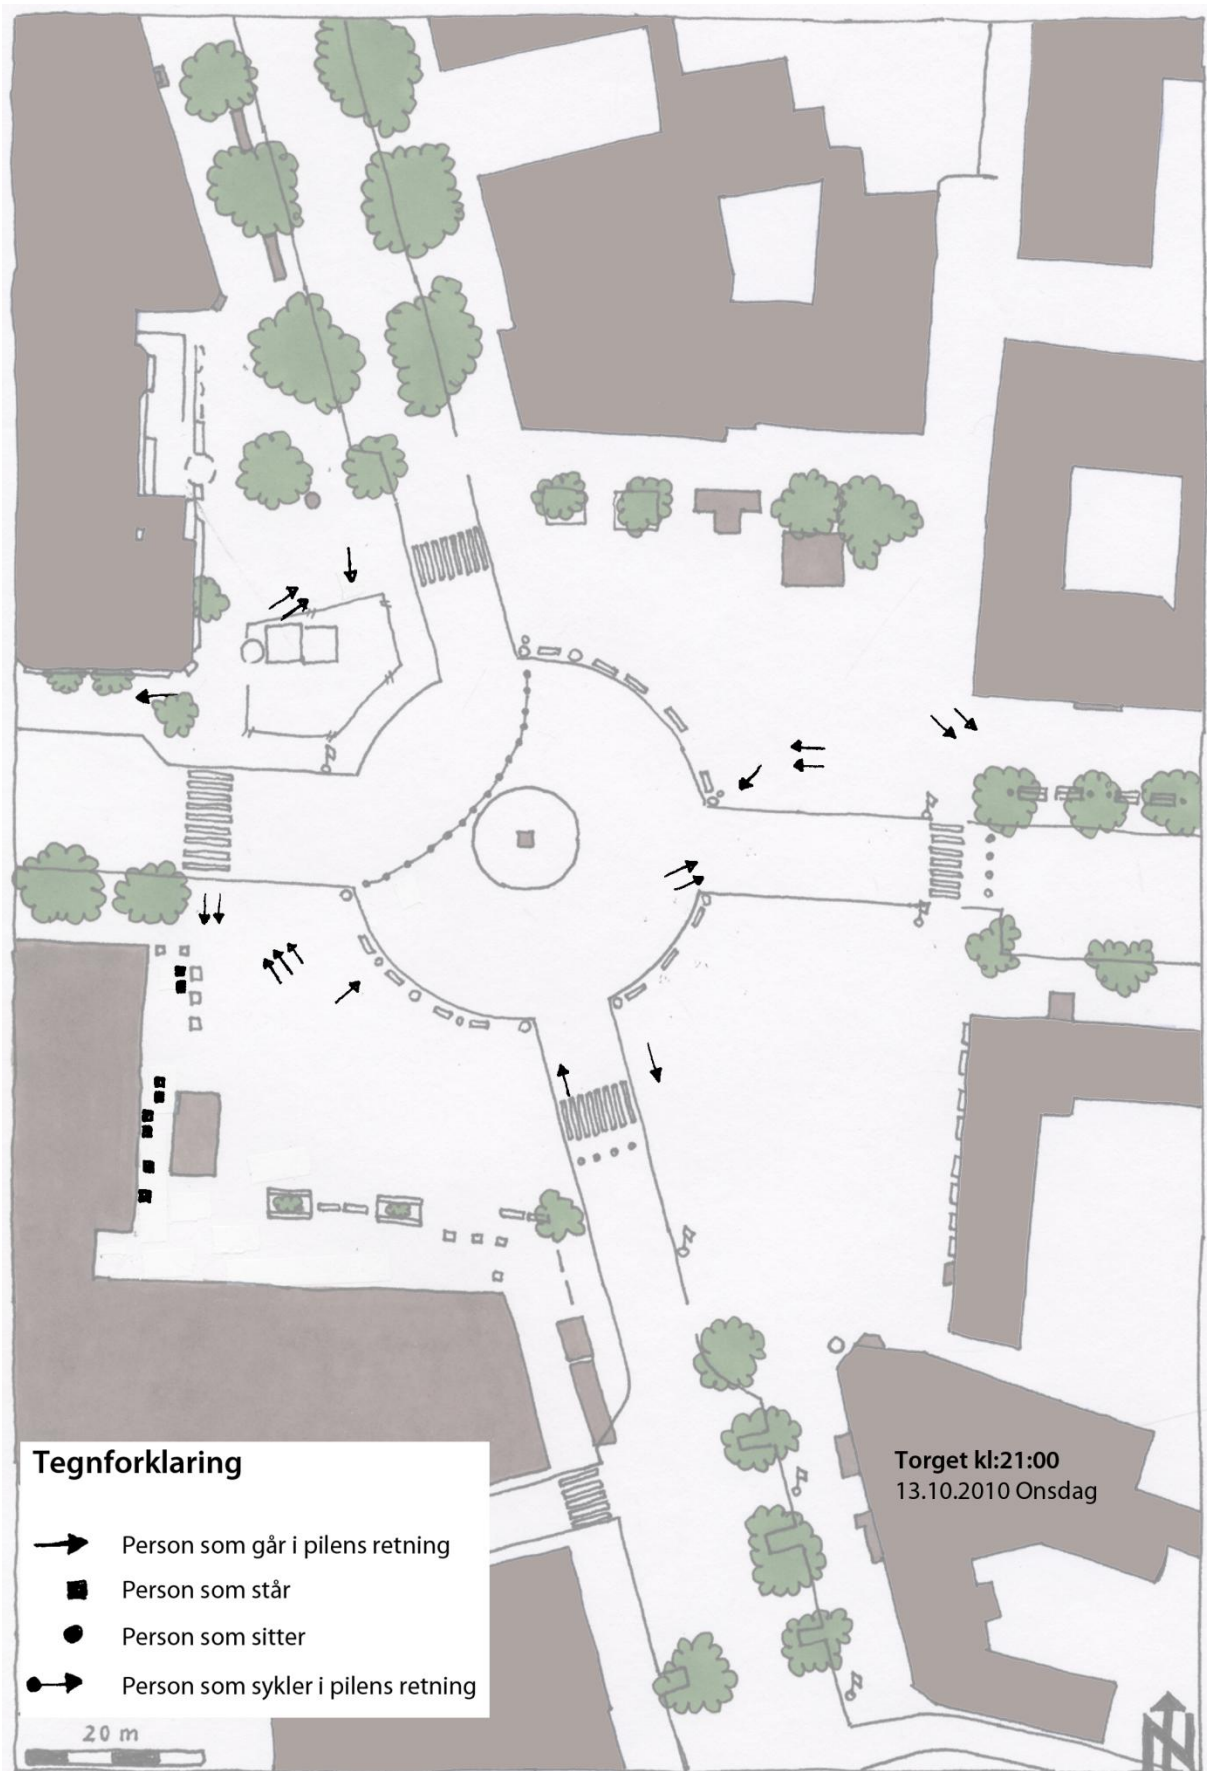 Torget kl:21:00
13.10.2010 Onsdag
Tegnforklaring
Person som går i pilens retning
Person som står
Person som sitter
Person som sykler i pilens retning
20 m
N